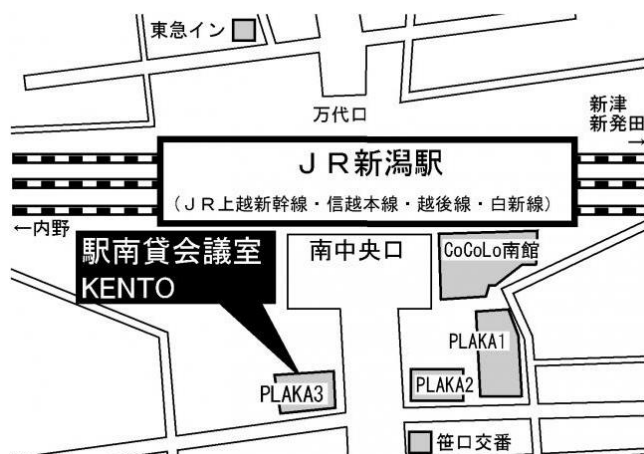 東急イン
万代口
新津
新発田
→
JR新潟駅
(JR上越新幹線・信越本線・越後線・白新線)
←内野
駅南貸会議室
KENTO
南中央口
CoCoLo南館
PLAKA1
PLAKA2
PLAKA3
笹口交番